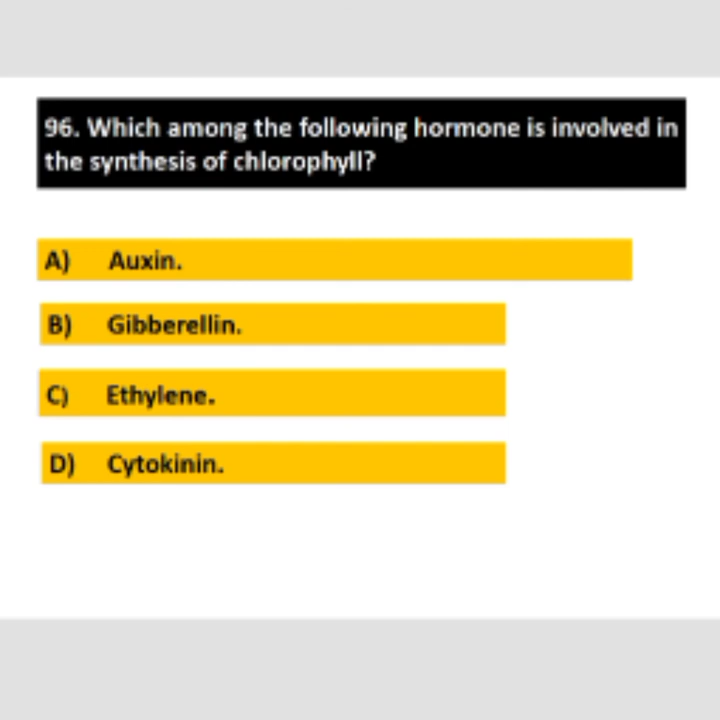 96. Which among the following hormone is involved in
the synthesis of chlorophyll?
A) Auxin.
B) Gibberellin.
C) Ethylene.
D) Cytokinin.